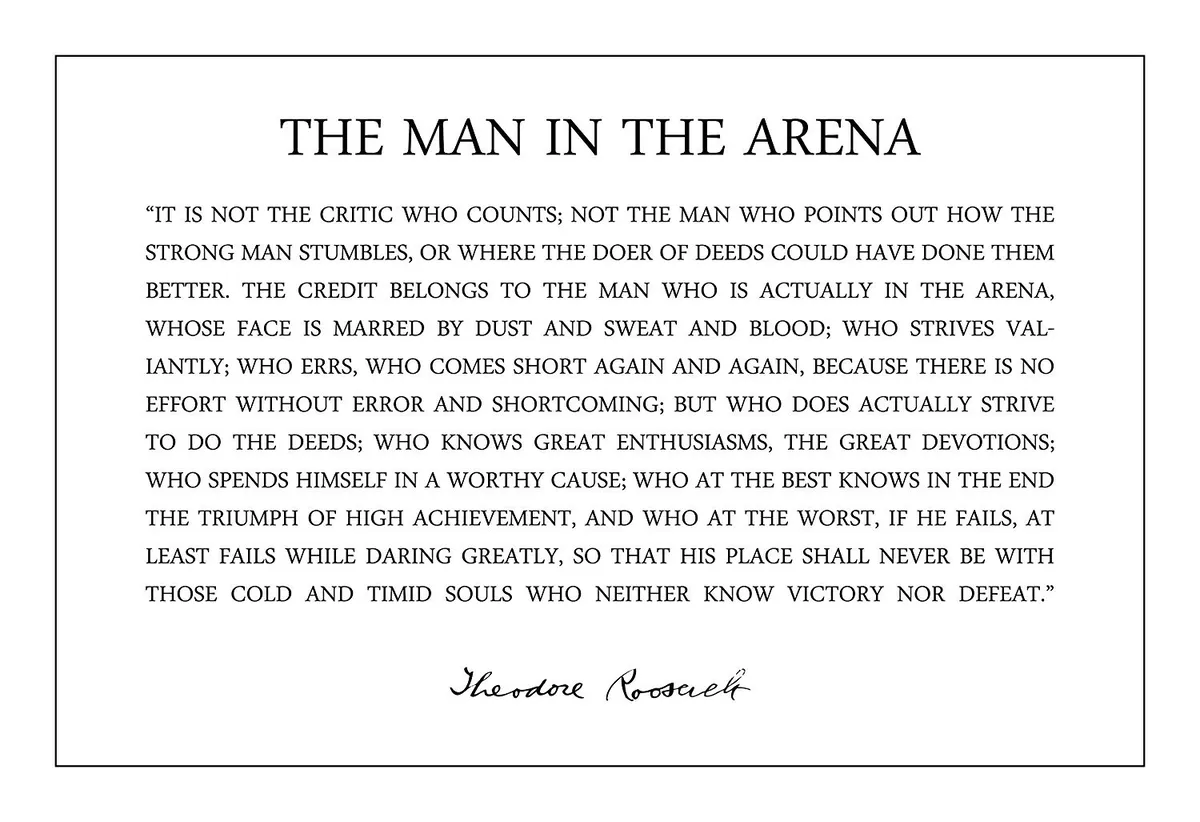 THE MAN IN THE ARENA
“IT IS NOT THE CRITIC WHO COUNTS; NOT THE MAN WHO POINTS OUT HOW THE
STRONG MAN STUMBLES, OR WHERE THE DOER OF DEEDS COULD HAVE DONE THEM
BETTER. THE CREDIT BELONGS TO THE MAN WHO IS ACTUALLY IN THE ARENA,
WHOSE FACE IS MARRED BY DUST AND SWEAT AND BLOOD; WHO STRIVES VAL-
IANTLY; WHO ERRS, WHO COMES SHORT AGAIN AND AGAIN, BECAUSE THERE IS NO
EFFORT WITHOUT ERROR AND SHORTCOMING; BUT WHO DOES ACTUALLY STRIVE
TO DO THE DEEDS; WHO KNOWS GREAT ENTHUSIASMS, THE GREAT DEVOTIONS;
WHO SPENDS HIMSELF IN A WORTHY CAUSE; WHO AT THE BEST KNOWS IN THE END
THE TRIUMPH OF HIGH ACHIEVEMENT, AND WHO AT THE WORST, IF HE FAILS, AT
LEAST FAILS WHILE DARING GREATLY, SO THAT HIS PLACE SHALL NEVER BE WITH
THOSE COLD AND TIMID SOULS WHO NEITHER KNOW VICTORY NOR DEFEAT.”
Theodore Roosevelt